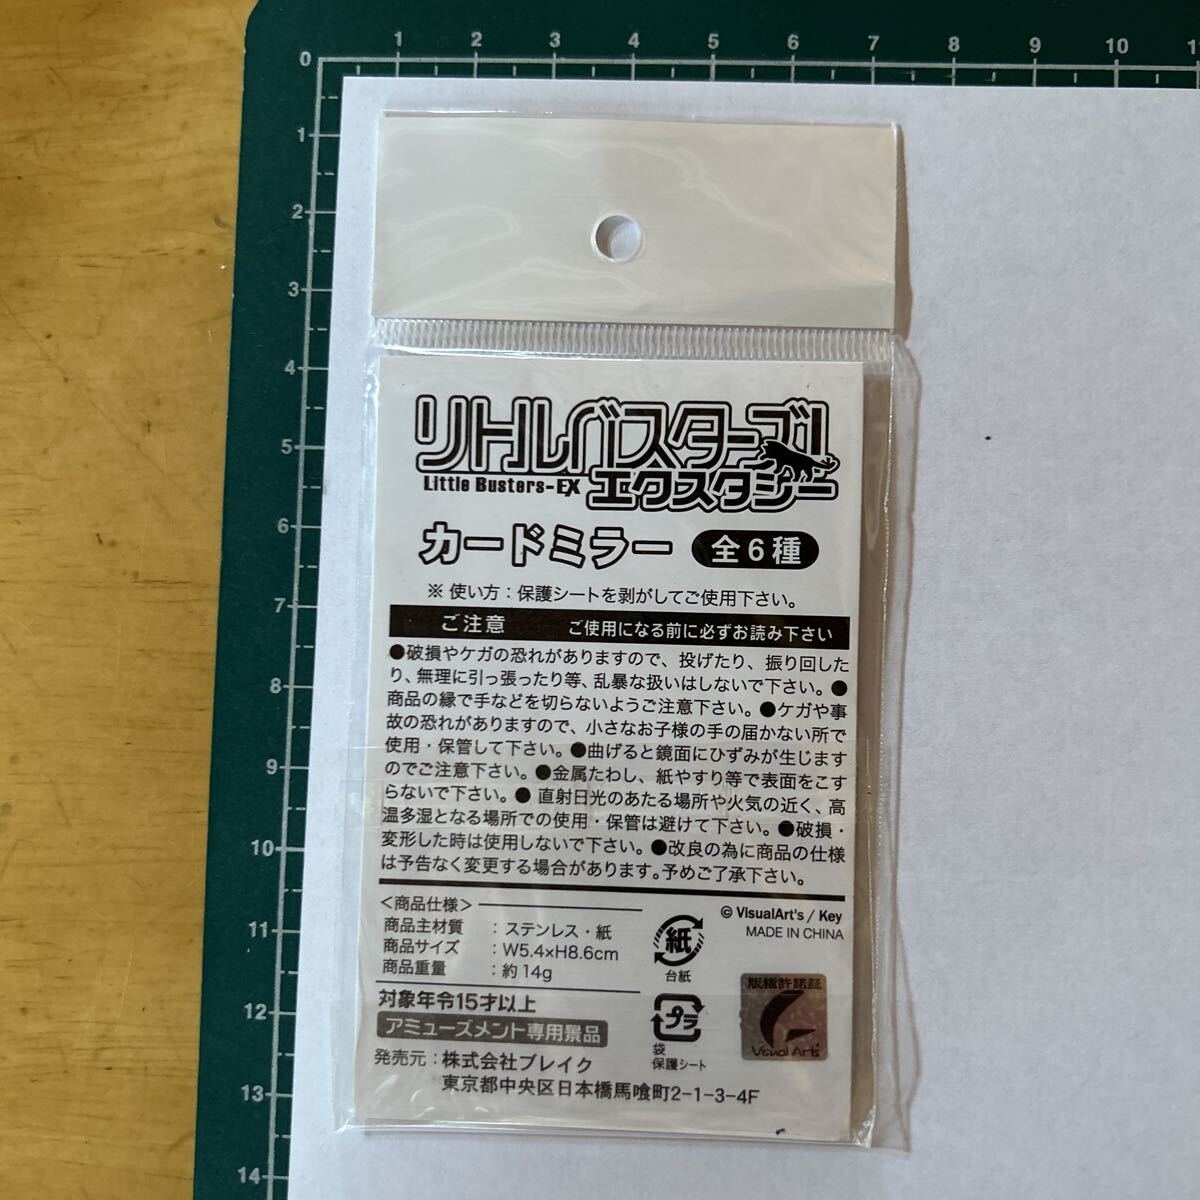 0 1 2 3 4 5 6 7 8 9 10
1
2
3
4
5
6
7
8
9
10
11
12
13
14
リトルバスターズ!
Little Busters-EX エクスタシー
カードミラー 全6種
※ 使い方：保護シートを剥がしてご使用下さい。
ご注意 ご使用になる前に必ずお読み下さい
●破損やケガの恐れがありますので、投げたり、振り回した
り、無理に引っ張ったり等、乱暴な扱いはしないで下さい。●
商品の縁で手などを切らないようご注意下さい。●ケガや事
故の恐れがありますので、小さなお子様の手の届かない所で
使用・保管して下さい。●曲げると鏡面にひずみが生じます
のでご注意下さい。●金属たわし、紙やすり等で表面をこす
らないで下さい。● 直射日光のあたる場所や火気の近く、高
温多湿となる場所での使用・保管は避けて下さい。●破損・
変形した時は使用しないで下さい。●改良の為に商品の仕様
は予告なく変更する場合があります。予めご了承下さい。
＜商品仕様＞
商品主材質 ：ステンレス・紙
商品サイズ ：W5.4×H8.6cm
商品重量 ：約14g
対象年令15才以上
アミューズメント専用景品
発売元：株式会社ブレイク
東京都中央区日本橋馬喰町2-1-3-4F
紙
台紙
プラ
袋
保護シート
© VisualArt's / Key
MADE IN CHINA
版権許諾証
Visual Art's